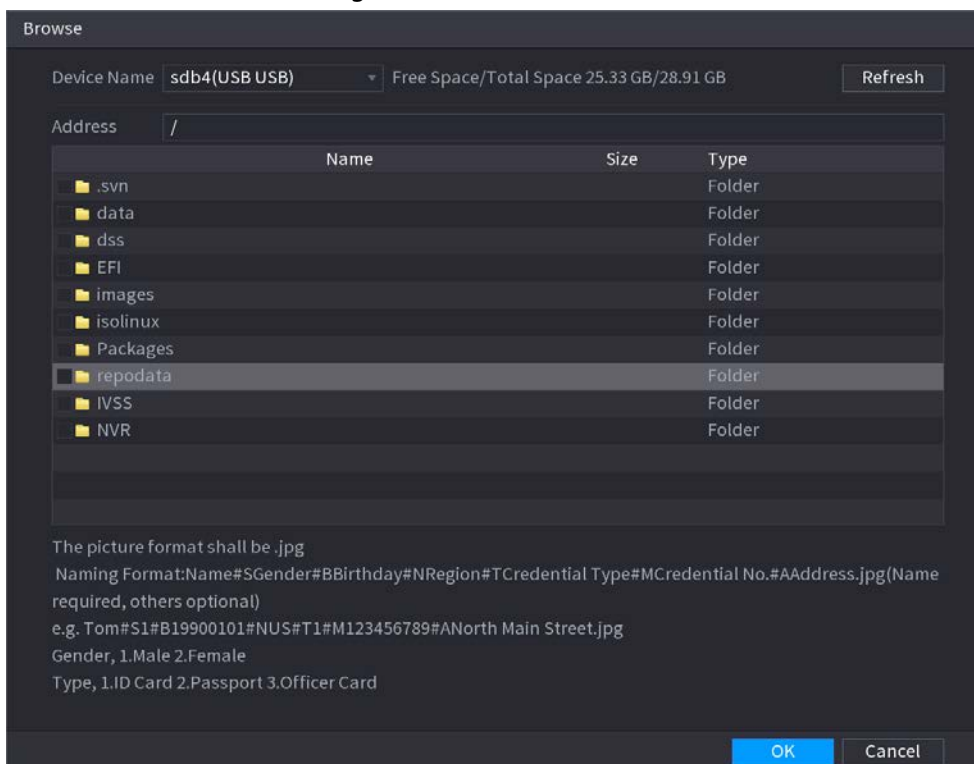 Browse
Device Name sdb4(USB USB) Free Space/Total Space 25.33 GB/28.91 GB Refresh
Address /
Name Size Type
.svn Folder
data Folder
dss Folder
EFI Folder
images Folder
isolinux Folder
Packages Folder
repodata Folder
IVSS Folder
NVR Folder
The picture format shall be .jpg
Naming Format:Name#SGender#BBirthday#NRegion#TCredential Type#MCredential No.#AAddress.jpg(Name
required, others optional)
e.g. Tom#S1#B19900101#NUS#T1#M123456789#ANorth Main Street.jpg
Gender, 1.Male 2.Female
Type, 1.ID Card 2.Passport 3.Officer Card
OK Cancel